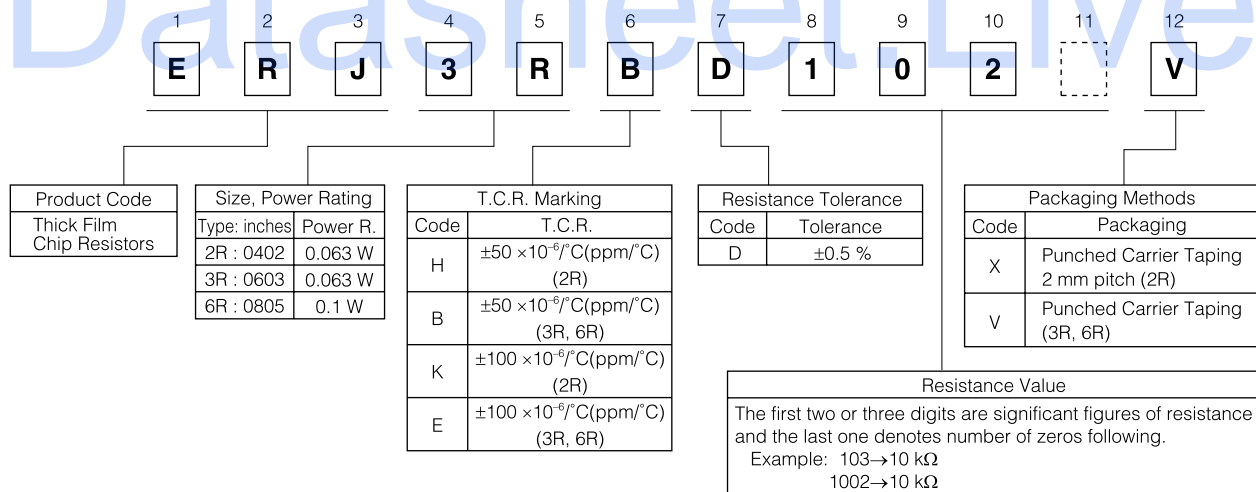 Datasheet.Live
1 2 3 4 5 6 7 8 9 10 11 12
E R J 3 R B D 1 0 2 V
Product Code
Thick Film
Chip Resistors
Size, Power Rating
Type: inches Power R.
2R : 0402 0.063 W
3R : 0603 0.063 W
6R : 0805 0.1 W
T.C.R. Marking
Code T.C.R.
H ±50 ×10⁻⁶/°C(ppm/°C)
(2R)
B ±50 ×10⁻⁶/°C(ppm/°C)
(3R, 6R)
K ±100 ×10⁻⁶/°C(ppm/°C)
(2R)
E ±100 ×10⁻⁶/°C(ppm/°C)
(3R, 6R)
Resistance Tolerance
Code Tolerance
D ±0.5 %
Packaging Methods
Code Packaging
X Punched Carrier Taping
2 mm pitch (2R)
V Punched Carrier Taping
(3R, 6R)
Resistance Value
The first two or three digits are significant figures of resistance
and the last one denotes number of zeros following.
Example: 103→10 kΩ
1002→10 kΩ